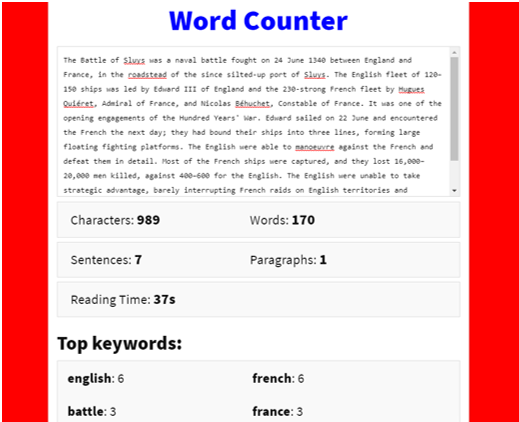 Word Counter
The Battle of Sluys was a naval battle fought on 24 June 1340 between England and
France, in the roadstead of the since silted-up port of Sluys. The English fleet of 120–
150 ships was led by Edward III of England and the 230-strong French fleet by Hugues
Quiéret, Admiral of France, and Nicolas Béhuchet, Constable of France. It was one of the
opening engagements of the Hundred Years' War. Edward sailed on 22 June and encountered
the French the next day; they had bound their ships into three lines, forming large
floating fighting platforms. The English were able to manoeuvre against the French and
defeat them in detail. Most of the French ships were captured, and they lost 16,000–
20,000 men killed, against 400–600 for the English. The English were unable to take
strategic advantage, barely interrupting French raids on English territories and
Characters: 989 Words: 170
Sentences: 7 Paragraphs: 1
Reading Time: 37s
Top keywords:
english: 6 french: 6
battle: 3 france: 3